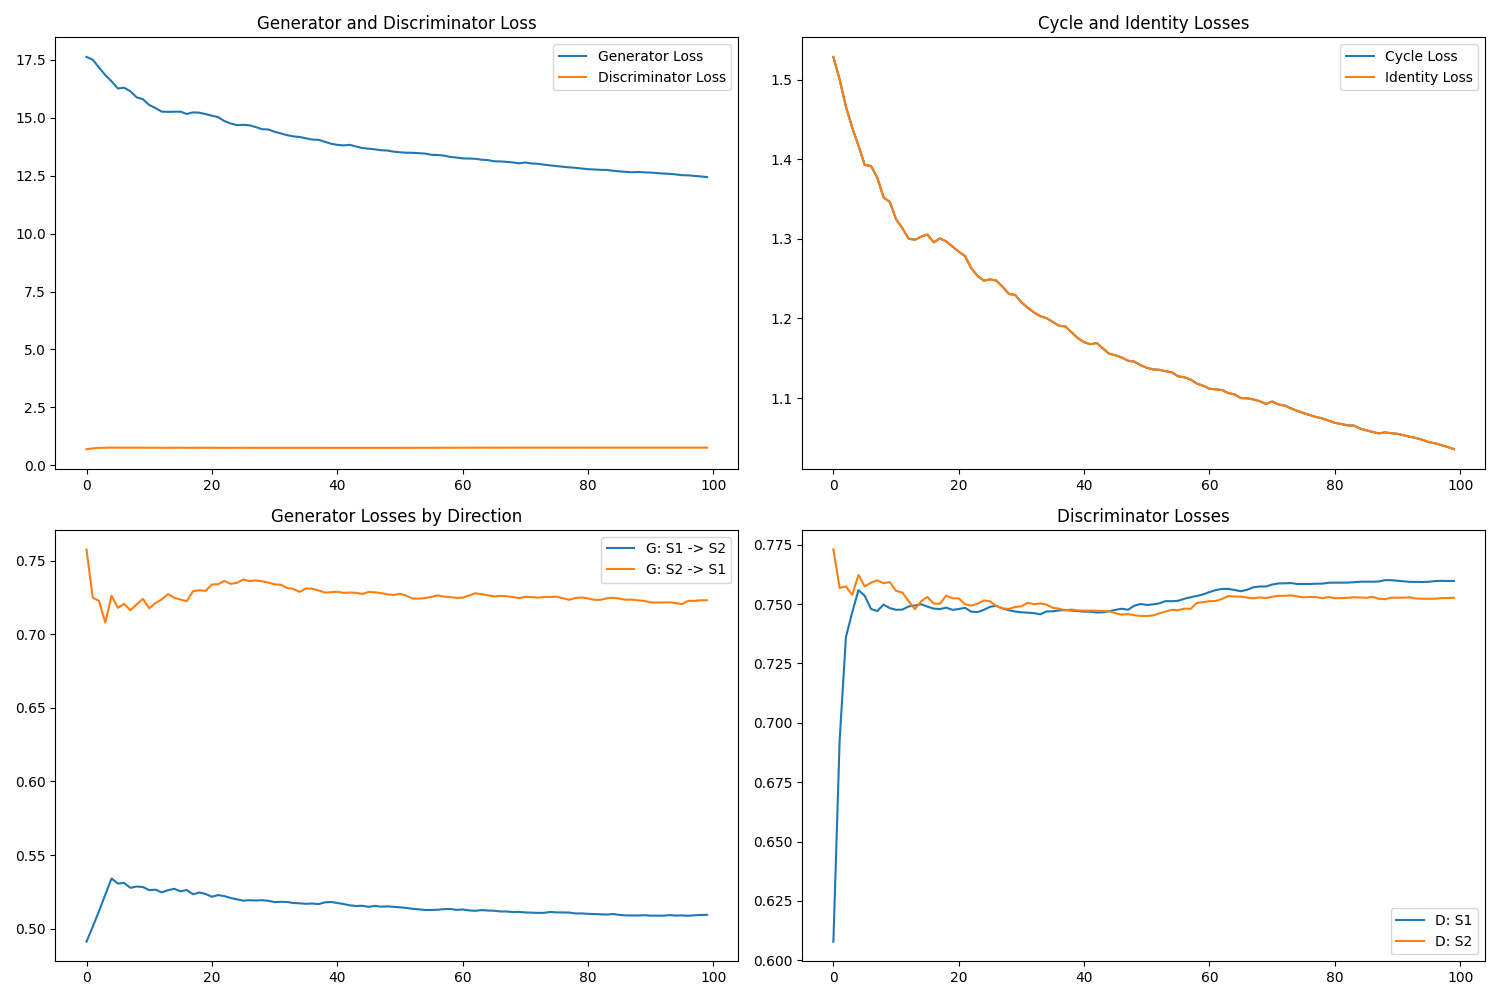 Generator and Discriminator Loss
Generator Loss
Discriminator Loss
17.5
15.0
12.5
10.0
7.5
5.0
2.5
0.0
0 20 40 60 80 100
Cycle and Identity Losses
Cycle Loss
Identity Loss
1.5
1.4
1.3
1.2
1.1
0 20 40 60 80 100
Generator Losses by Direction
G: S1 -> S2
G: S2 -> S1
0.75
0.70
0.65
0.60
0.55
0.50
0 20 40 60 80 100
Discriminator Losses
0.775
0.750
0.725
0.700
0.675
0.650
0.625
0.600
D: S1
D: S2
0 20 40 60 80 100